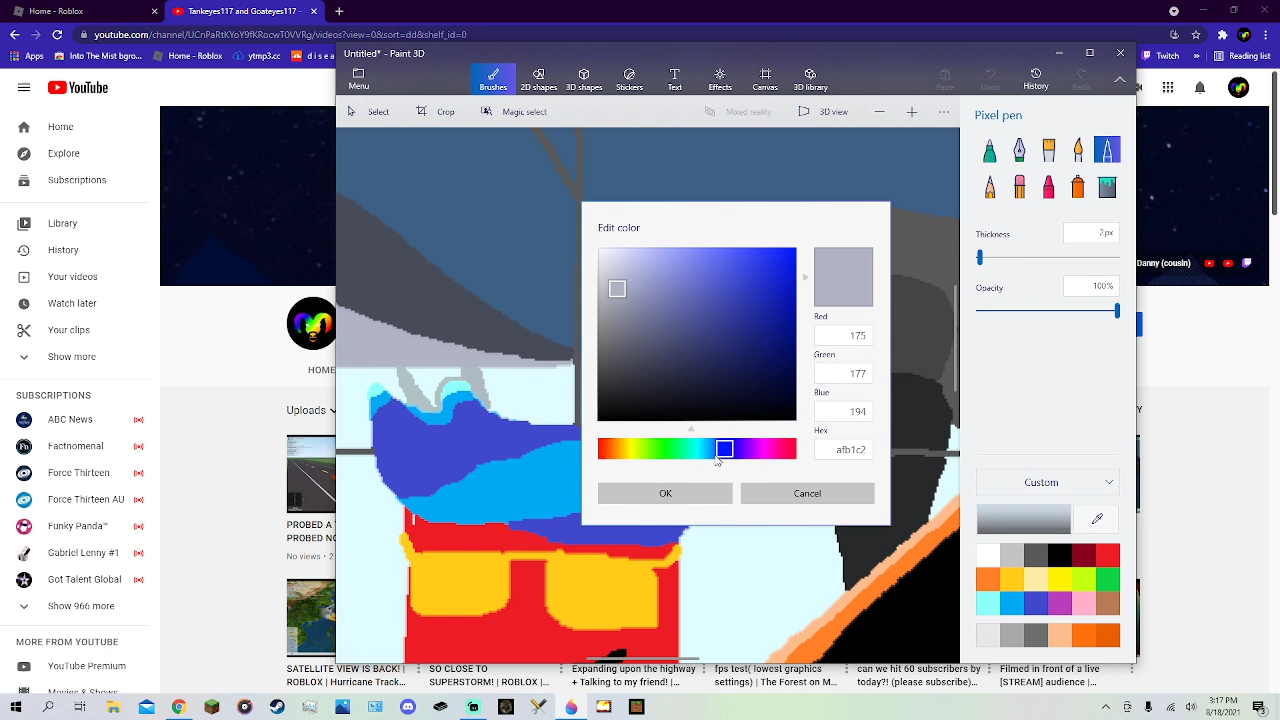 Home - Roblox
Tankeyes17 and Goateyes17 -
youtube.com/channel/UCnPaRtKYoY9fKRocwT0VVRg/videos?view=0&sort=dd&shelf_id=0
Apps
Into The Mist bgro...
Home - Roblox
ytmp3.cc
d i s e a
Twitch
»
Reading list
Untitled* - Paint 3D
Menu
Brushes
2D shapes
3D shapes
Stickers
Text
Effects
Canvas
3D library
Paste
Undo
History
Redo
Select
Crop
Magic select
Mixed reality
3D view
YouTube
Home
Explore
Subscriptions
Library
History
Your videos
Watch later
Your clips
Show more
SUBSCRIPTIONS
ABC News
Factnomenal
Force Thirteen
Force Thirteen AU
Funky Panda™
Gabriel Lenny #1
Got Talent Global
Show 966 more
MORE FROM YOUTUBE
YouTube Premium
Movies & Shows
Danny (cousin)
HOME
Uploads
PROBED A
PROBED NO
No views • 2
SATELLITE VIEW IS BACK! |
ROBLOX | Hurricane Track...
SO CLOSE TO
SUPERSTORM! | ROBLOX |...
Expanding upon the highway
+ Talking to my friend! |...
fps test( lowest graphics
settings) | The Forest on M...
can we hit 60 subscribers by
today?! (please subscribe)...
Filmed in front of a live
[STREAM] audience |...
Edit color
Red
175
Green
177
Blue
194
Hex
afb1c2
OK
Cancel
Pixel pen
Thickness
2px
Opacity
100%
Custom
3:17 PM
8/18/2021
3